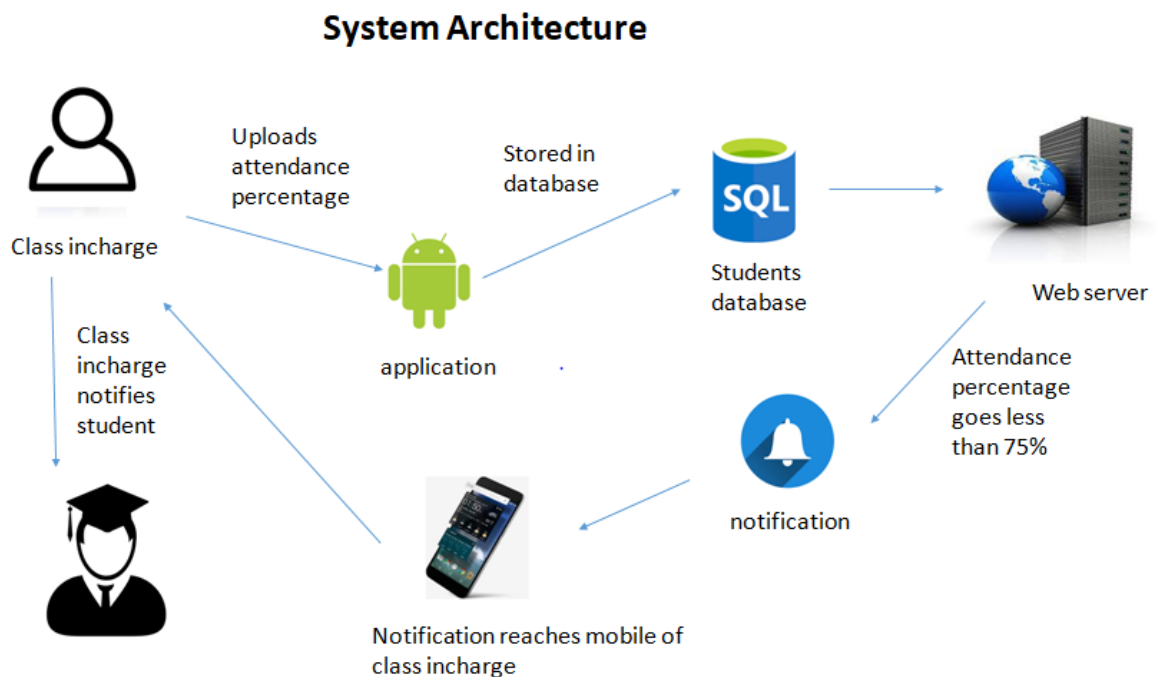 System Architecture
Uploads
attendance
percentage
Stored in
database
SQL
Class incharge
Students
database
Web server
Class
incharge
notifies
student
application
Attendance
percentage
goes less
than 75%
notification
Notification reaches mobile of
class incharge